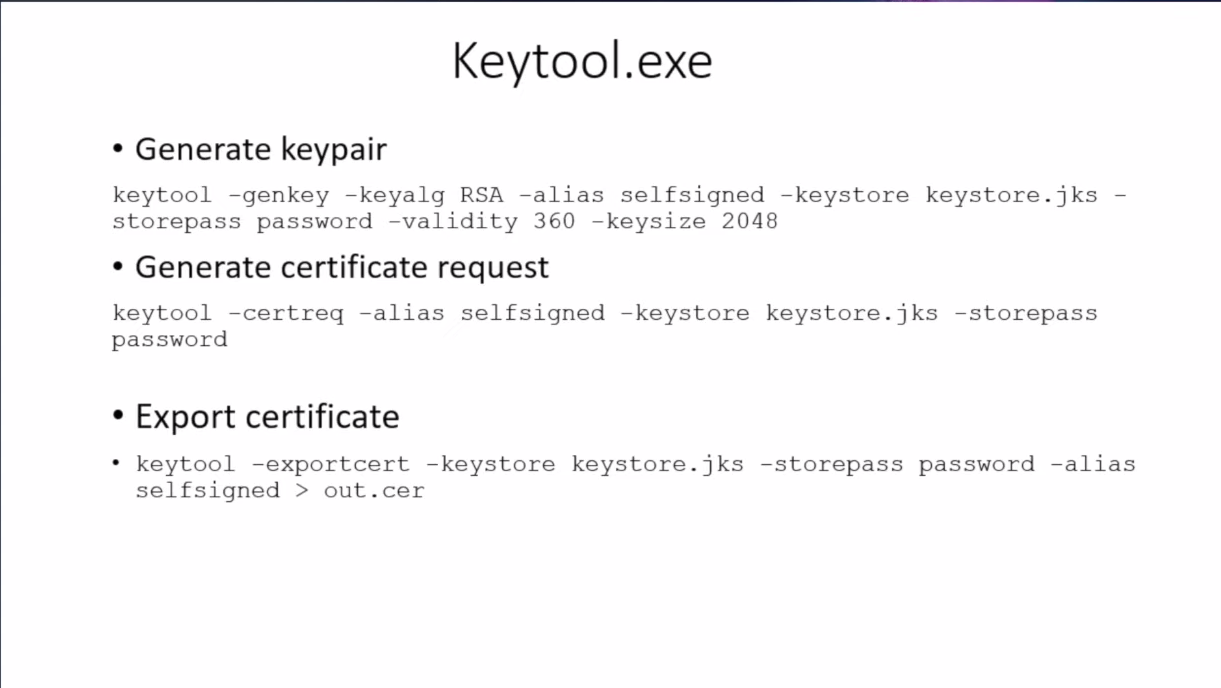 Keytool.exe
• Generate keypair
keytool –genkey –keyalg RSA –alias selfsigned –keystore keystore.jks –
storepass password –validity 360 –keysize 2048
• Generate certificate request
keytool –certreq –alias selfsigned –keystore keystore.jks –storepass
password
• Export certificate
• keytool –exportcert –keystore keystore.jks –storepass password –alias
selfsigned > out.cer